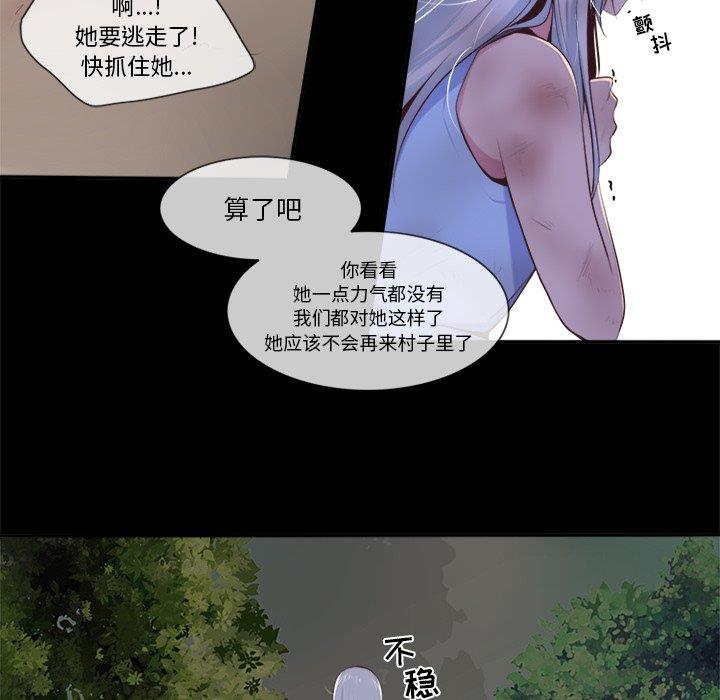 啊...!
她要逃走了!
快抓住她...
颤抖
算了吧
你看看
她一点力气都没有
我们都对她这样了
她应该不会再来村子里了
不稳